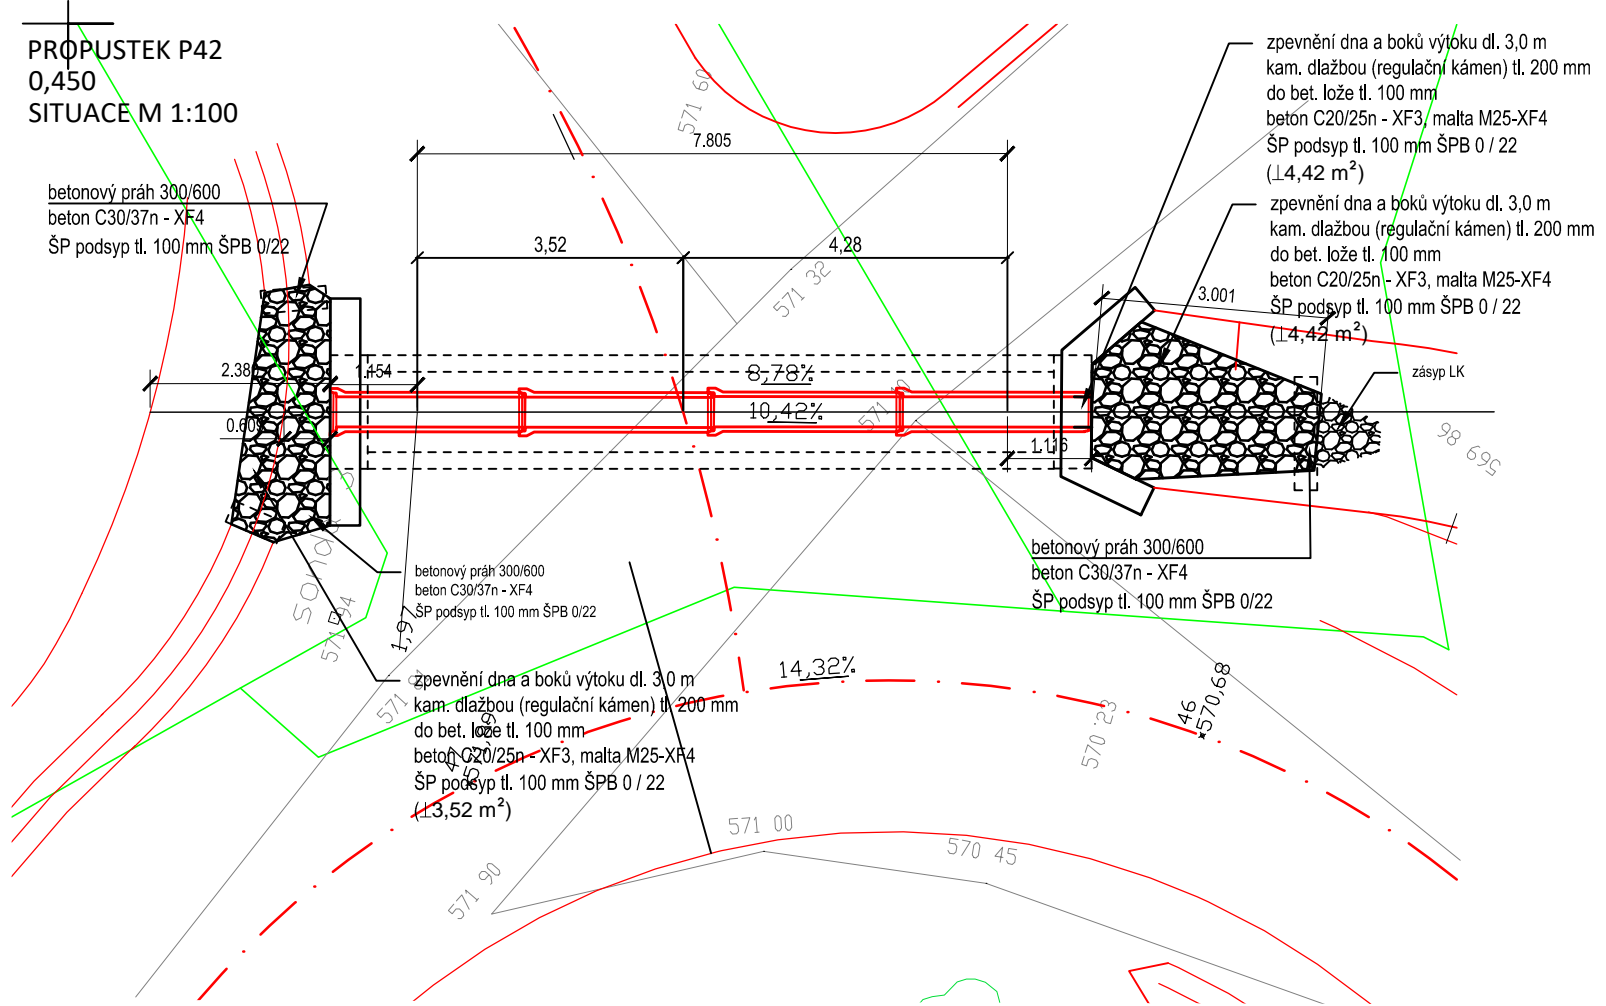 PROPUSTEK P42
0,450
SITUACE M 1:100
zpevnění dna a boků výtoku dl. 3,0 m
kam. dlažbou (regulační kámen) tl. 200 mm
do bet. lože tl. 100 mm
beton C20/25n - XF3, malta M25-XF4
ŠP podsyp tl. 100 mm ŠPB 0 / 22
(⊥4,42 m²)
zpevnění dna a boků výtoku dl. 3,0 m
kam. dlažbou (regulační kámen) tl. 200 mm
do bet. lože tl. 100 mm
beton C20/25n - XF3, malta M25-XF4
ŠP podsyp tl. 100 mm ŠPB 0 / 22
(⊥4,42 m²)
571 60
7.805
betonový práh 300/600
beton C30/37n - XF4
ŠP podsyp tl. 100 mm ŠPB 0/22
3,52
4,28
571 32
3.001
2.38
1.154
8,78%
zásyp LK
10,42%
0.609
1.116
569 86
betonový práh 300/600
beton C30/37n - XF4
ŠP podsyp tl. 100 mm ŠPB 0/22
betonový práh 300/600
beton C30/37n - XF4
ŠP podsyp tl. 100 mm ŠPB 0/22
571 94
1,97
14,32%
zpevnění dna a boků výtoku dl. 3,0 m
kam. dlažbou (regulační kámen) tl. 200 mm
do bet. lože tl. 100 mm
beton C20/25n - XF3, malta M25-XF4
ŠP podsyp tl. 100 mm ŠPB 0 / 22
(⊥3,52 m²)
46
570,68
570 23
47
571 00
570 45
571 90